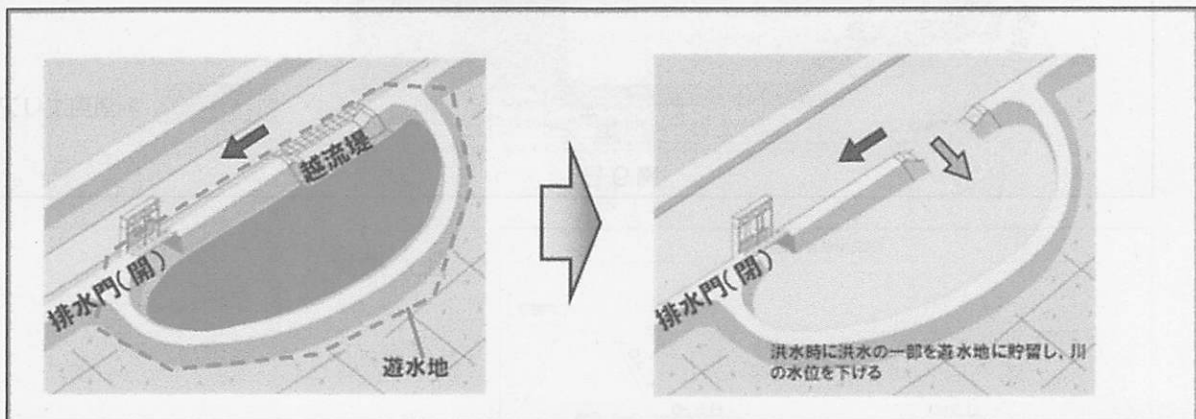 越流堤
排水門(開)
遊水地
排水門(閉)
洪水時に洪水の一部を遊水地に貯留し、川
の水位を下げる